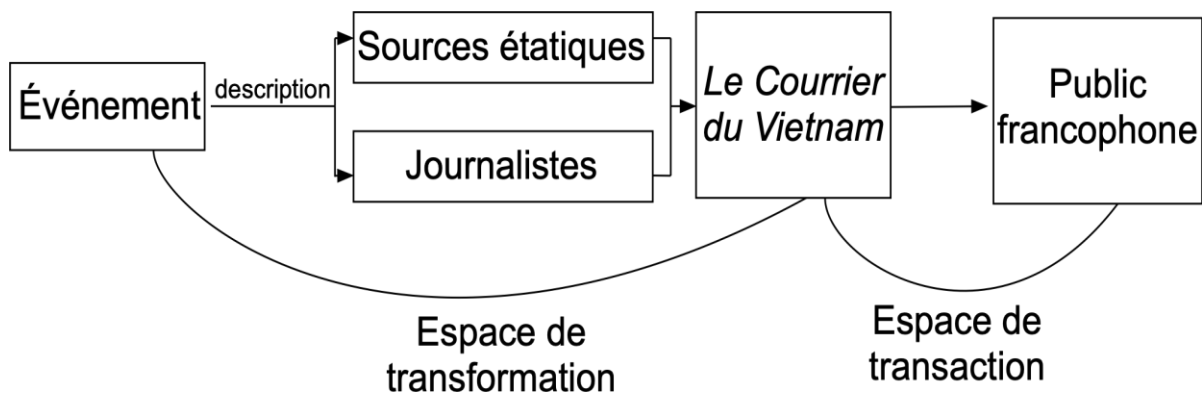 Événement
description
Sources étatiques
Journalistes
Le Courrier
du Vietnam
Public
francophone
Espace de
transformation
Espace de
transaction